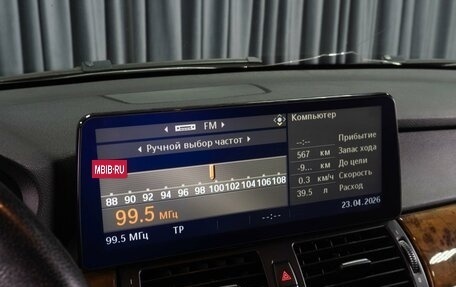 FM
Ручной выбор частот
MBIB·RU
88 90 92 94 96 98 100 102 104 106 108
99.5 МГц
99.5 МГц TP --:--
Компьютер
--:-- Прибытие
567 км Запас хода
-9... км До цели
0.3 км/ч Скорость
39.5 л Расход
23.04.2026